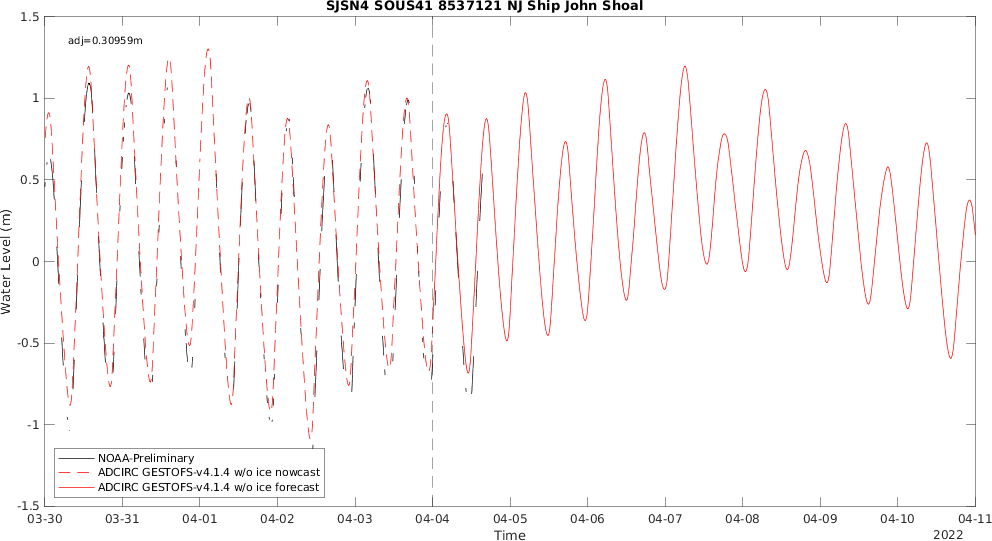 SJSN4 SOUS41 8537121 NJ Ship John Shoal
adj=0.30959m
1.5
1
0.5
0
-0.5
-1
-1.5
Water Level (m)
NOAA-Preliminary
ADCIRC GESTOFS-v4.1.4 w/o ice nowcast
ADCIRC GESTOFS-v4.1.4 w/o ice forecast
03-30 03-31 04-01 04-02 04-03 04-04 04-05 04-06 04-07 04-08 04-09 04-10 04-11
Time
2022